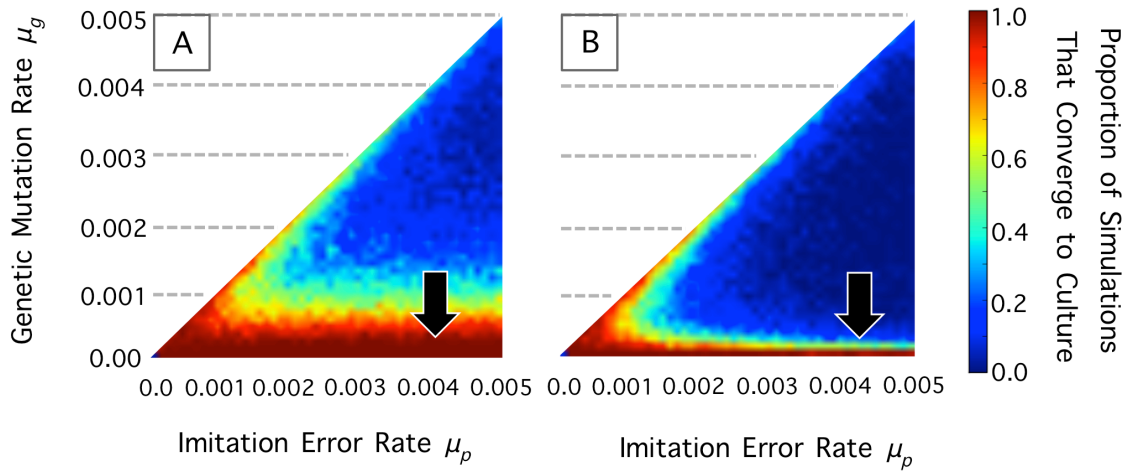 Genetic Mutation Rate μg
0.005
0.004
0.003
0.002
0.001
0.00
A
0.0 0.001 0.002 0.003 0.004 0.005
Imitation Error Rate μp
B
0.0 0.001 0.002 0.003 0.004 0.005
Imitation Error Rate μp
1.0
0.8
0.6
0.4
0.2
0.0
Proportion of Simulations
That Converge to Culture